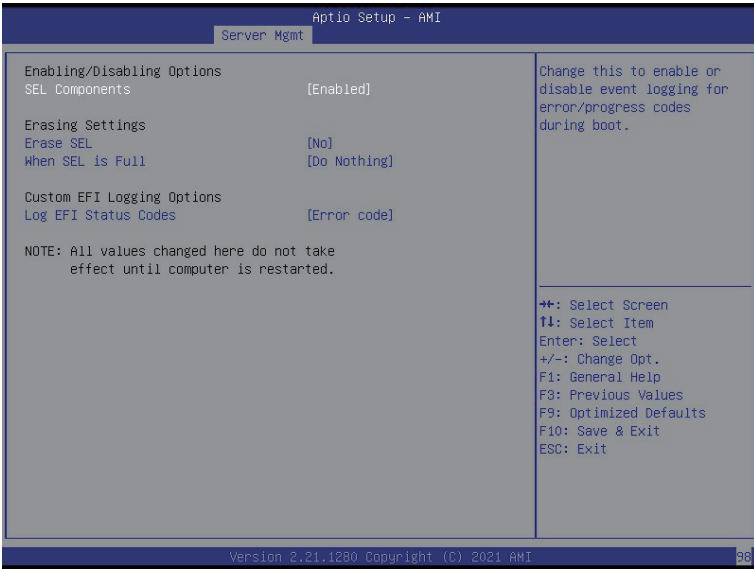 Aptio Setup – AMI
Server Mgmt
Enabling/Disabling Options
SEL Components [Enabled]
Erasing Settings
Erase SEL [No]
When SEL is Full [Do Nothing]
Custom EFI Logging Options
Log EFI Status Codes [Error code]
NOTE: All values changed here do not take
effect until computer is restarted.
Change this to enable or
disable event logging for
error/progress codes
during boot.
→←: Select Screen
↑↓: Select Item
Enter: Select
+/-: Change Opt.
F1: General Help
F3: Previous Values
F9: Optimized Defaults
F10: Save & Exit
ESC: Exit
Version 2.21.1280 Copyright (C) 2021 AMI
98